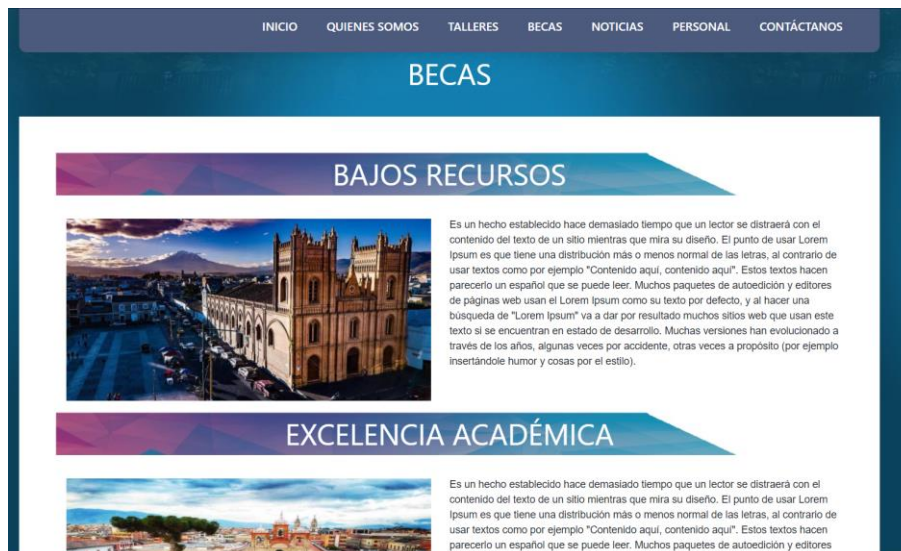 INICIO QUIENES SOMOS TALLERES BECAS NOTICIAS PERSONAL CONTÁCTANOS
BECAS
BAJOS RECURSOS
Es un hecho establecido hace demasiado tiempo que un lector se distraerá con el
contenido del texto de un sitio mientras que mira su diseño. El punto de usar Lorem
Ipsum es que tiene una distribución más o menos normal de las letras, al contrario de
usar textos como por ejemplo "Contenido aquí, contenido aquí". Estos textos hacen
parecerlo un español que se puede leer. Muchos paquetes de autoedición y editores
de páginas web usan el Lorem Ipsum como su texto por defecto, y al hacer una
búsqueda de "Lorem Ipsum" va a dar por resultado muchos sitios web que usan este
texto si se encuentran en estado de desarrollo. Muchas versiones han evolucionado a
través de los años, algunas veces por accidente, otras veces a propósito (por ejemplo
insertándole humor y cosas por el estilo).
EXCELENCIA ACADÉMICA
Es un hecho establecido hace demasiado tiempo que un lector se distraerá con el
contenido del texto de un sitio mientras que mira su diseño. El punto de usar Lorem
Ipsum es que tiene una distribución más o menos normal de las letras, al contrario de
usar textos como por ejemplo "Contenido aquí, contenido aquí". Estos textos hacen
parecerlo un español que se puede leer. Muchos paquetes de autoedición y editores